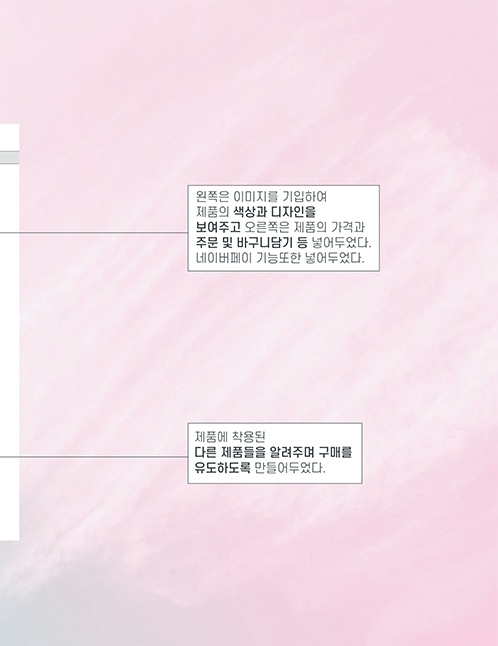 왼쪽은 이미지를 기입하여
제품의 색상과 디자인을
보여주고 오른쪽은 제품의 가격과
주문 및 바구니담기 등 넣어두었다.
네이버페이 기능또한 넣어두었다.
제품에 착용된
다른 제품들을 알려주며 구매를
유도하도록 만들어두었다.